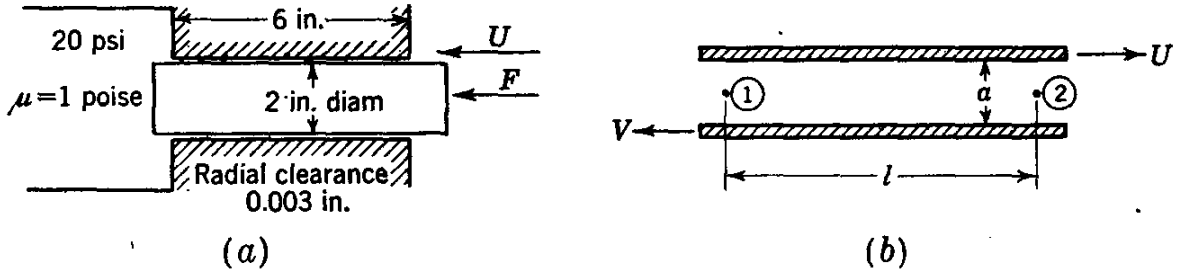 6 in.
20 psi
U
μ=1 poise
2 in. diam
F
Radial clearance
0.003 in.
(a)
U
1
a
2
V
l
(b)